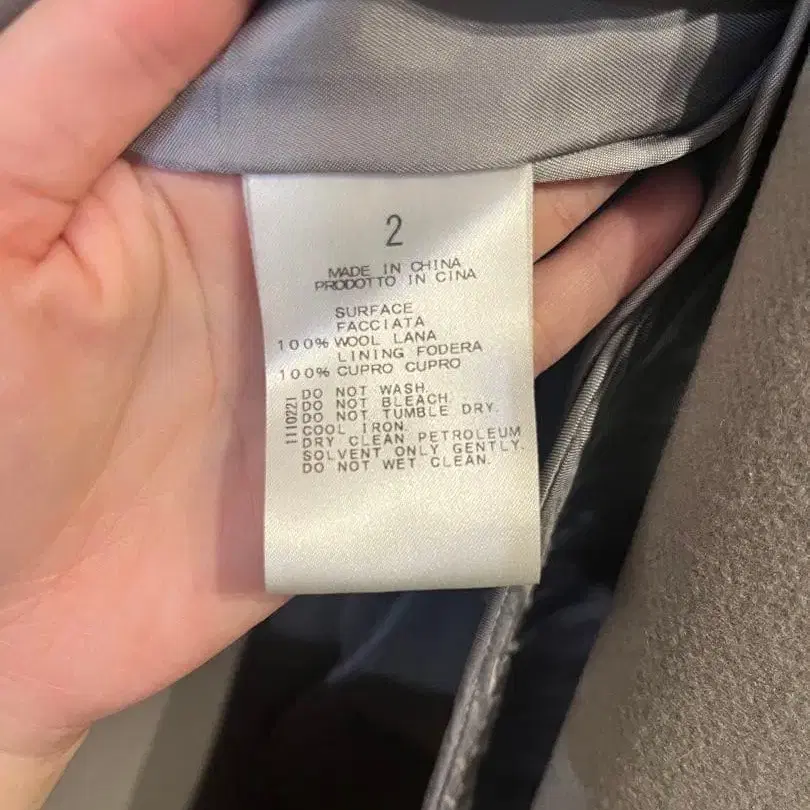 2
MADE IN CHINA
PRODOTTO IN CINA
SURFACE
FACCIATA
100% WOOL LANA
LINING FODERA
100% CUPRO CUPRO
DO NOT WASH.
DO NOT BLEACH.
DO NOT TUMBLE DRY.
COOL IRON.
DRY CLEAN PETROLEUM
SOLVENT ONLY GENTLY.
DO NOT WET CLEAN.
1110221